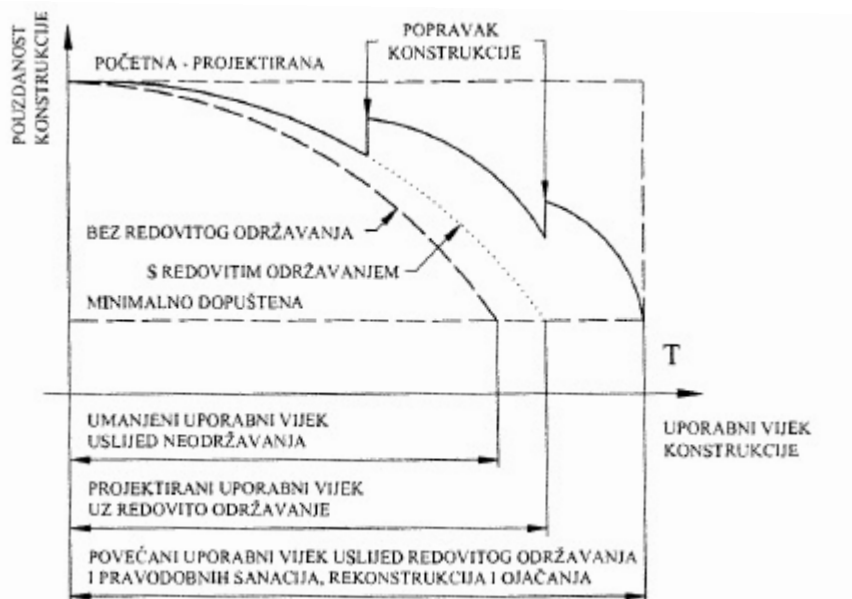 POUZDANOST
KONSTRUKCIJE
POČETNA - PROJEKTIRANA
POPRAVAK
KONSTRUKCIJE
BEZ REDOVITOG ODRŽAVANJA
S REDOVITIM ODRŽAVANJEM
MINIMALNO DOPUŠTENA
T
UPORABNI VIJEK
KONSTRUKCIJE
UMANJENI UPORABNI VIJEK
USLIJED NEODRŽAVANJA
PROJEKTIRANI UPORABNI VIJEK
UZ REDOVITO ODRŽAVANJE
POVEĆANI UPORABNI VIJEK USLIJED REDOVITOG ODRŽAVANJA
I PRAVODOBNIH SANACIJA, REKONSTRUKCIJA I OJAČANJA